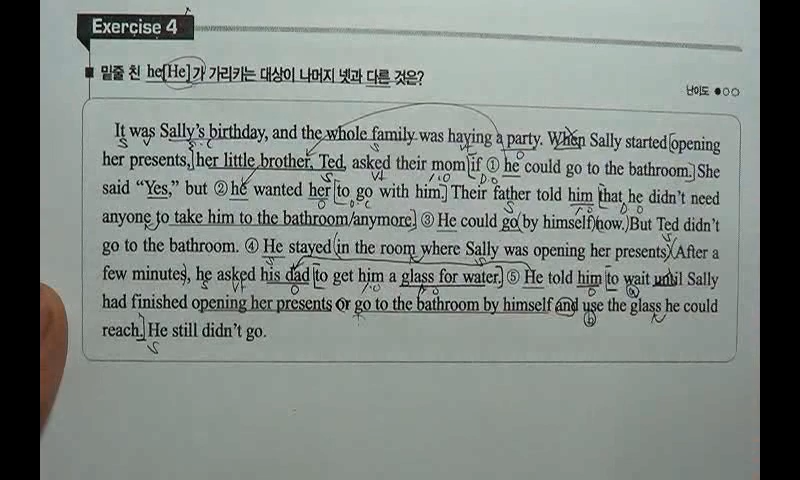 Exercise 4
■ 밑줄 친 he[He]가 가리키는 대상이 나머지 넷과 다른 것은?
난이도 ●○○
It was Sally's birthday, and the whole family was having a party. When Sally started opening
her presents, her little brother, Ted, asked their mom if ① he could go to the bathroom. She
said "Yes," but ② he wanted her to go with him. Their father told him that he didn't need
anyone to take him to the bathroom anymore. ③ He could go by himself now. But Ted didn't
go to the bathroom. ④ He stayed in the room where Sally was opening her presents. After a
few minutes, he asked his dad to get him a glass for water. ⑤ He told him to wait until Sally
had finished opening her presents or go to the bathroom by himself and use the glass he could
reach. He still didn't go.